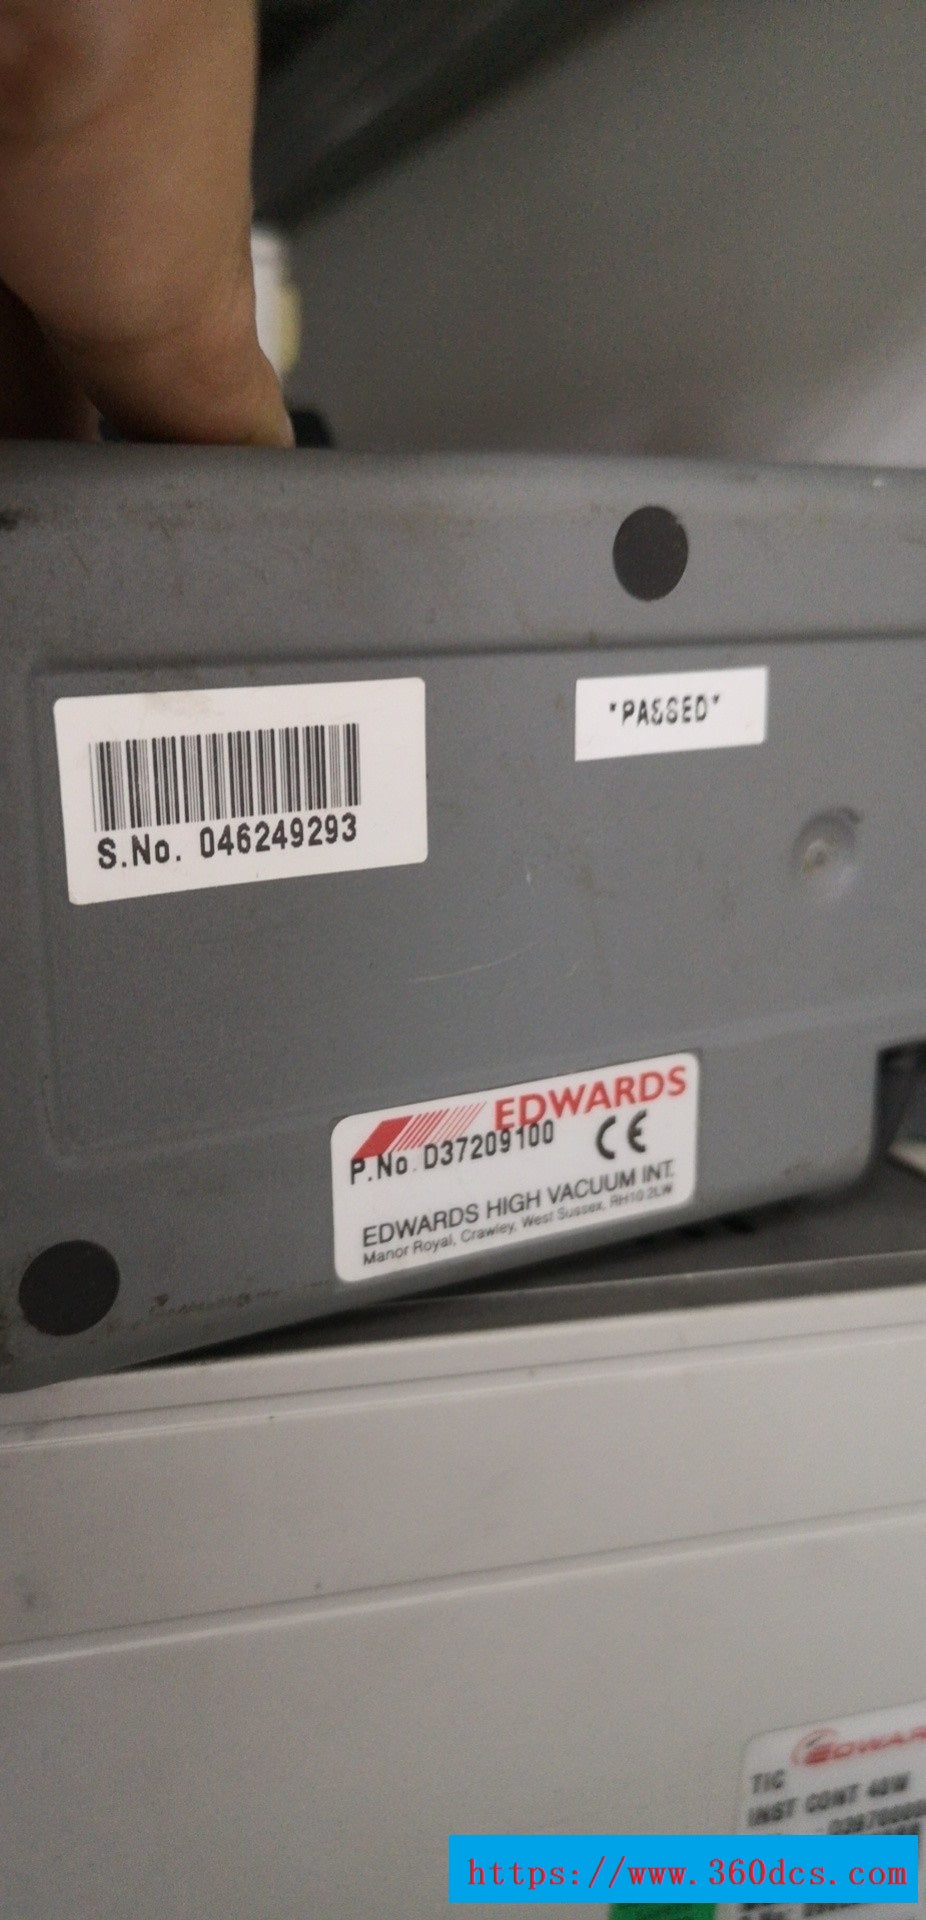 "PASSED"
S.No. 046249293
EDWARDS
P.No. D37209100
CE
EDWARDS HIGH VACUUM INT.
Manor Royal, Crawley, West Sussex, RH10 2LW
EDWAR
TIC
INST CONT 40W
https://www.360dcs.com